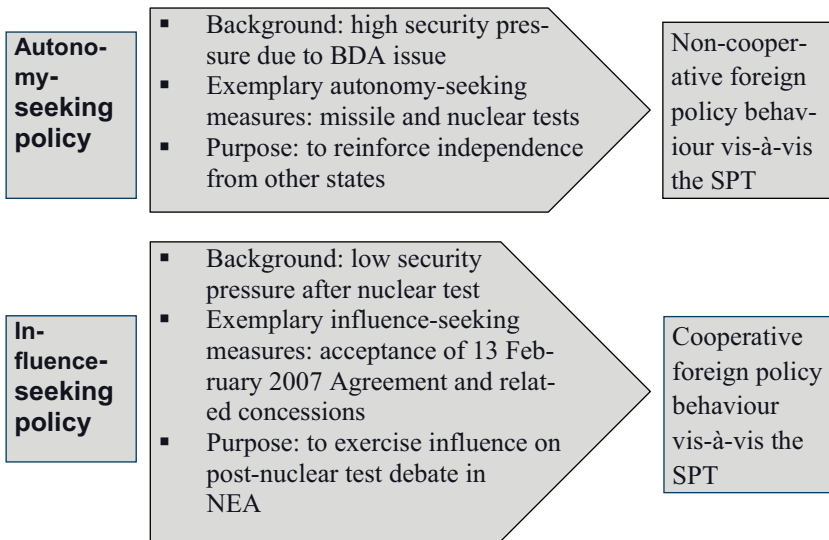 Autono-
my-
seeking
policy
▪ Background: high security pres-
sure due to BDA issue
▪ Exemplary autonomy-seeking
measures: missile and nuclear tests
▪ Purpose: to reinforce independence
from other states
Non-cooper-
ative foreign
policy behav-
iour vis-à-vis
the SPT
In-
fluence-
seeking
policy
▪ Background: low security
pressure after nuclear test
▪ Exemplary influence-seeking
measures: acceptance of 13 Feb-
ruary 2007 Agreement and relat-
ed concessions
▪ Purpose: to exercise influence on
post-nuclear test debate in
NEA
Cooperative
foreign policy
behaviour
vis-à-vis the
SPT